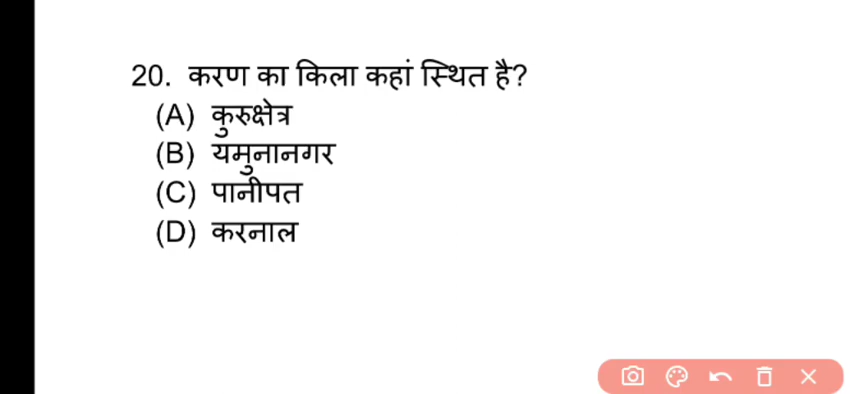 20. करण का किला कहां स्थित है?
(A) कुरुक्षेत्र
(B) यमुनानगर
(C) पानीपत
(D) करनाल